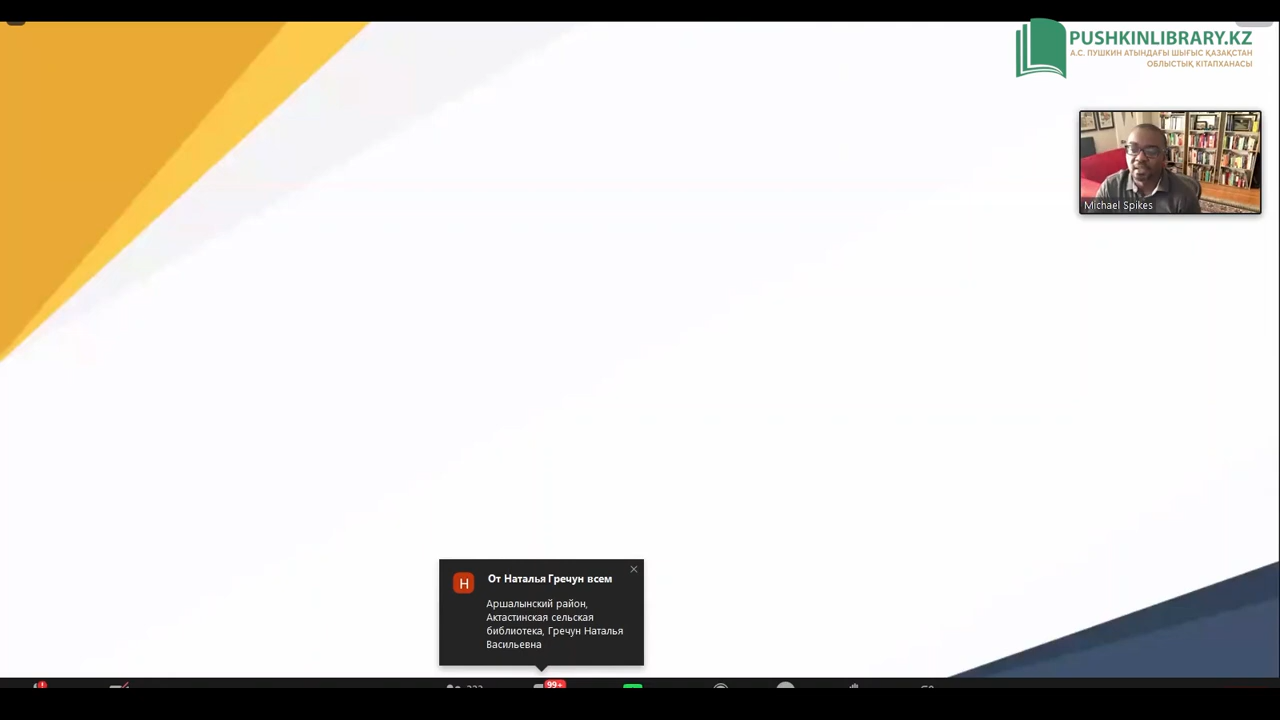 PUSHKINLIBRARY.KZ
А.С. ПУШКИН АТЫНДАҒЫ ШЫҒЫС ҚАЗАҚСТАН
ОБЛЫСТЫҚ КІТАПХАНАСЫ
Michael Spikes
Н
От Наталья Гречун всем
Аршалынский район,
Актастинская сельская
библиотека, Гречун Наталья
Васильевна
99+